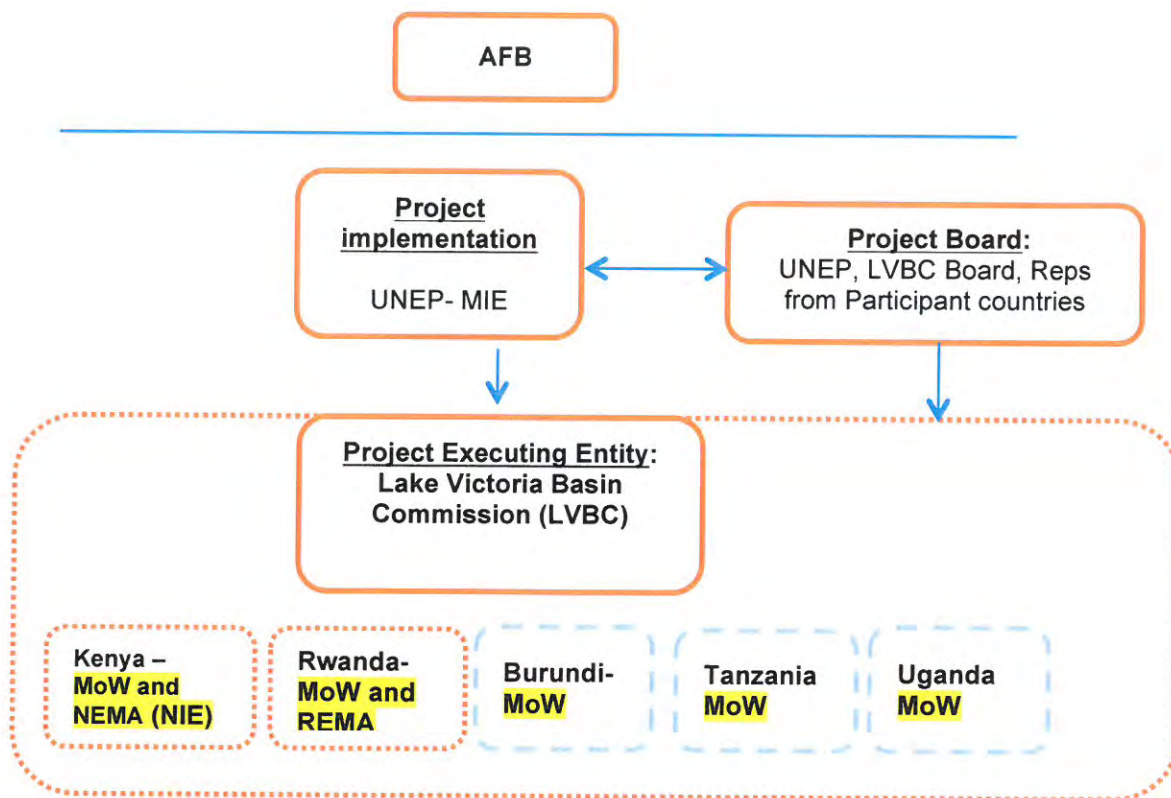 AFB
Project
implementation
UNEP- MIE
Project Board:
UNEP, LVBC Board, Reps
from Participant countries
Project Executing Entity:
Lake Victoria Basin
Commission (LVBC)
Kenya –
MoW and
NEMA (NIE)
Rwanda-
MoW and
REMA
Burundi-
MoW
Tanzania
MoW
Uganda
MoW